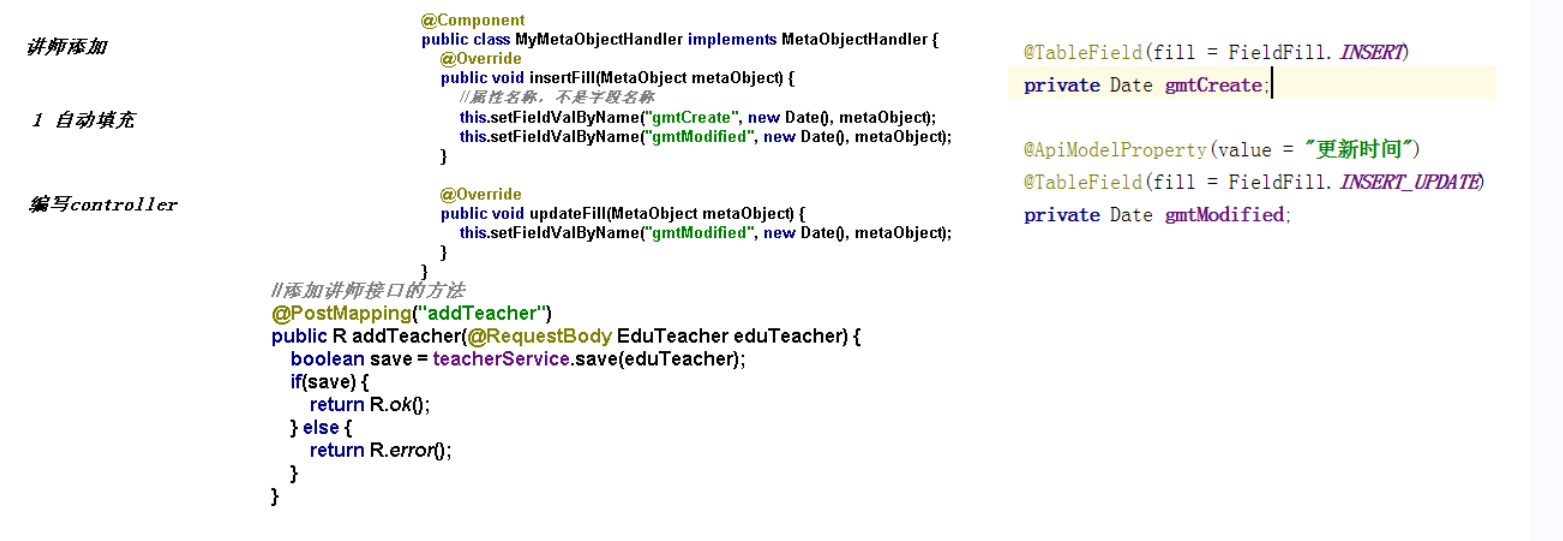 讲师添加
1 自动填充
编写controller
@Component
public class MyMetaObjectHandler implements MetaObjectHandler {
@Override
public void insertFill(MetaObject metaObject) {
//属性名称，不是字段名称
this.setFieldValByName("gmtCreate", new Date(), metaObject);
this.setFieldValByName("gmtModified", new Date(), metaObject);
}
@Override
public void updateFill(MetaObject metaObject) {
this.setFieldValByName("gmtModified", new Date(), metaObject);
}
}
@TableField(fill = FieldFill.INSERT)
private Date gmtCreate;
@ApiModelProperty(value = "更新时间")
@TableField(fill = FieldFill.INSERT_UPDATE)
private Date gmtModified;
//添加讲师接口的方法
@PostMapping("addTeacher")
public R addTeacher(@RequestBody EduTeacher eduTeacher) {
boolean save = teacherService.save(eduTeacher);
if(save) {
return R.ok();
} else {
return R.error();
}
}